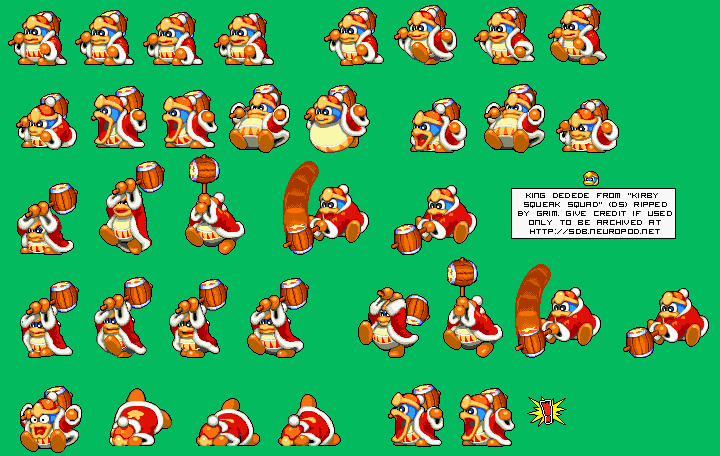 KING DEDEDE FROM "KIRBY
SQUEAK SQUAD" (DS) RIPPED
BY GRIM. GIVE CREDIT IF USED
ONLY TO BE ARCHIVED AT
HTTP://SDB.NEUROPOD.NET